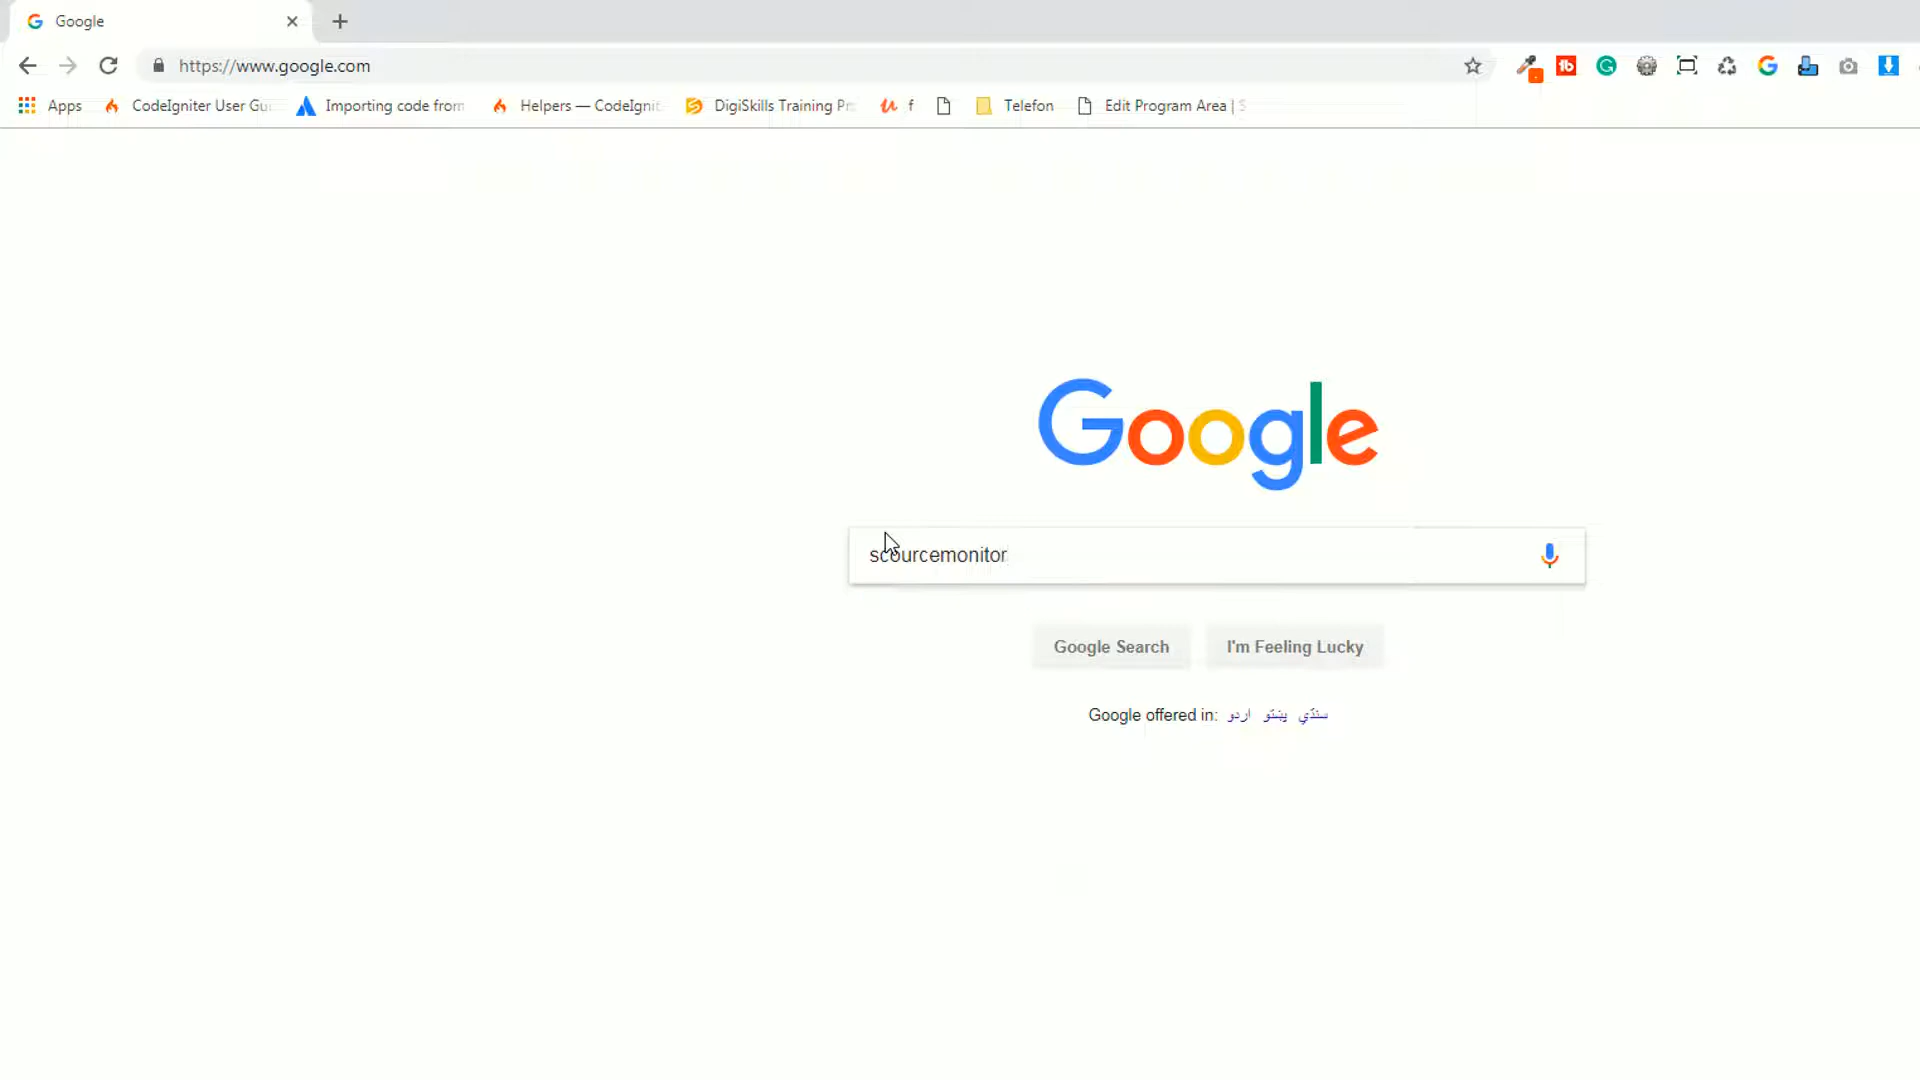 Google
https://www.google.com
Apps CodeIgniter User Gu Importing code from Helpers — CodeIgnit DigiSkills Training Pr f Telefon Edit Program Area | S
Google
scourcemonitor
Google Search I'm Feeling Lucky
Google offered in: اردو پښتو سنڌي